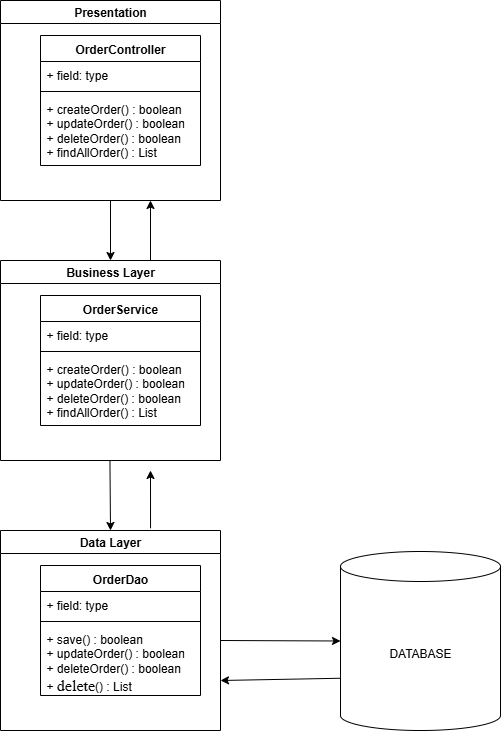 Presentation
OrderController
+ field: type
+ createOrder() : boolean
+ updateOrder() : boolean
+ deleteOrder() : boolean
+ findAllOrder() : List
Business Layer
OrderService
+ field: type
+ createOrder() : boolean
+ updateOrder() : boolean
+ deleteOrder() : boolean
+ findAllOrder() : List
Data Layer
OrderDao
+ field: type
+ save() : boolean
+ updateOrder() : boolean
+ deleteOrder() : boolean
+ delete() : List
DATABASE